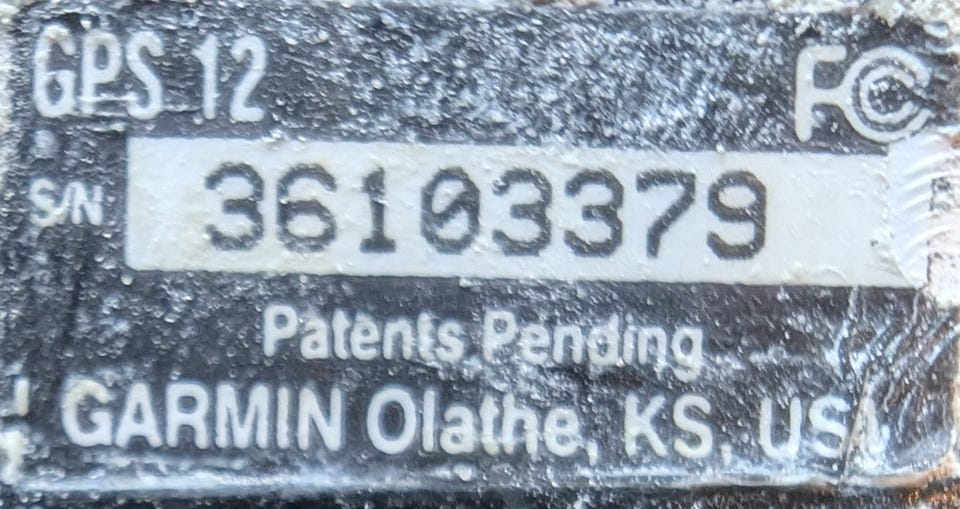 GPS 12 FC
S/N 36103379
Patents Pending
GARMIN Olathe, KS, USA